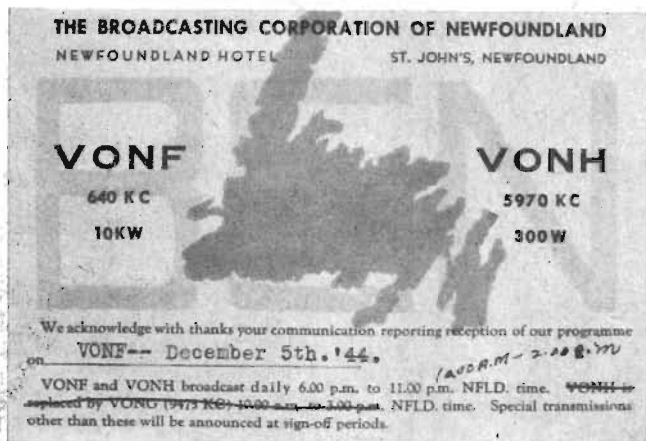 THE BROADCASTING CORPORATION OF NEWFOUNDLAND
NEWFOUNDLAND HOTEL ST. JOHN'S, NEWFOUNDLAND
BCN
VONF VONH
640 KC 5970 KC
10KW 300W
We acknowledge with thanks your communication reporting reception of our programme
on VONF-- December 5th.'44.
A.M - 2.00 P.M
VONF and VONH broadcast daily 6.00 p.m. to 11.00 p.m. NFLD. time. VONH is
replaced by VONG (9475 KC) 10.00 a.m. to 3.00 p.m. NFLD. time. Special transmissions
other than these will be announced at sign-off periods.